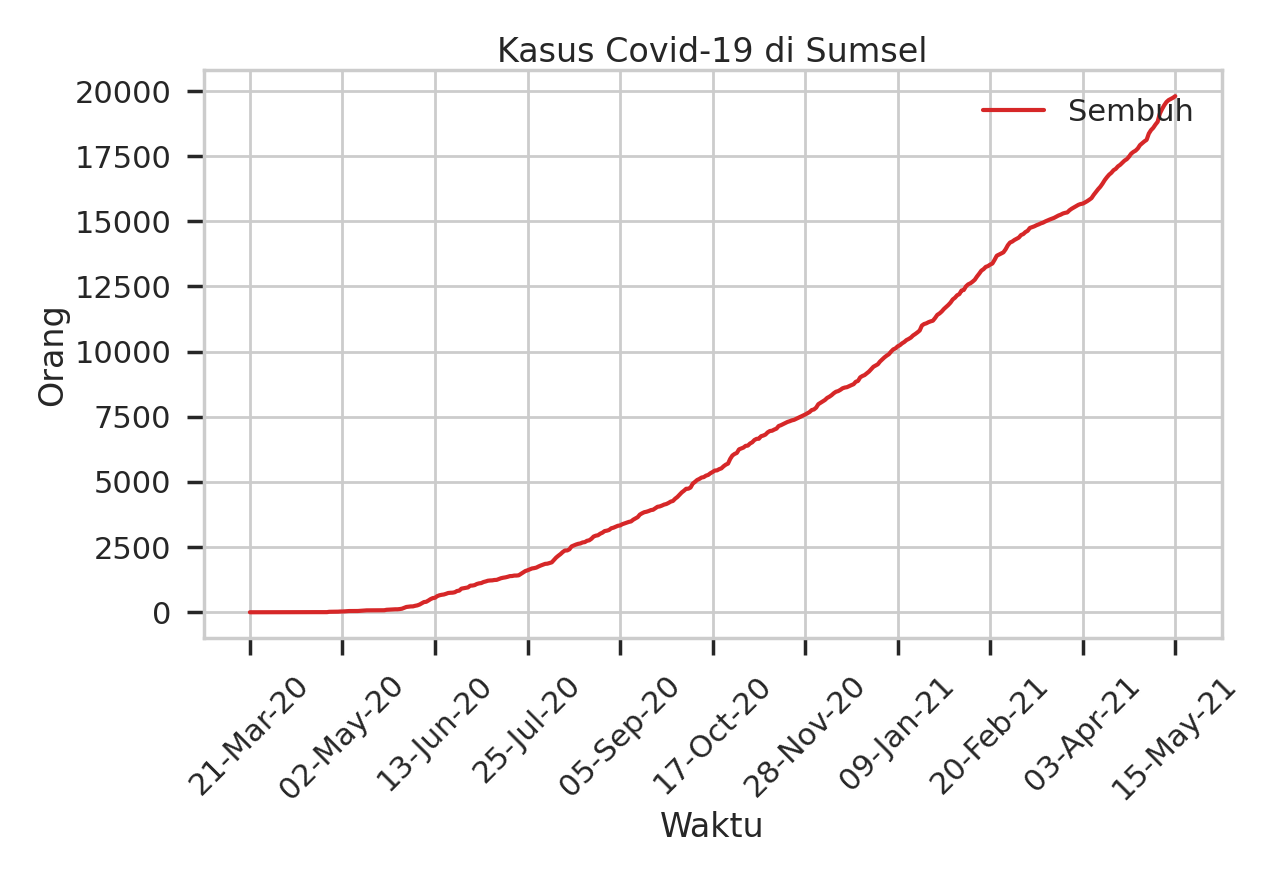 Kasus Covid-19 di Sumsel
Sembuh
Orang
20000
17500
15000
12500
10000
7500
5000
2500
0
21-Mar-20
02-May-20
13-Jun-20
25-Jul-20
05-Sep-20
17-Oct-20
28-Nov-20
09-Jan-21
20-Feb-21
03-Apr-21
15-May-21
Waktu